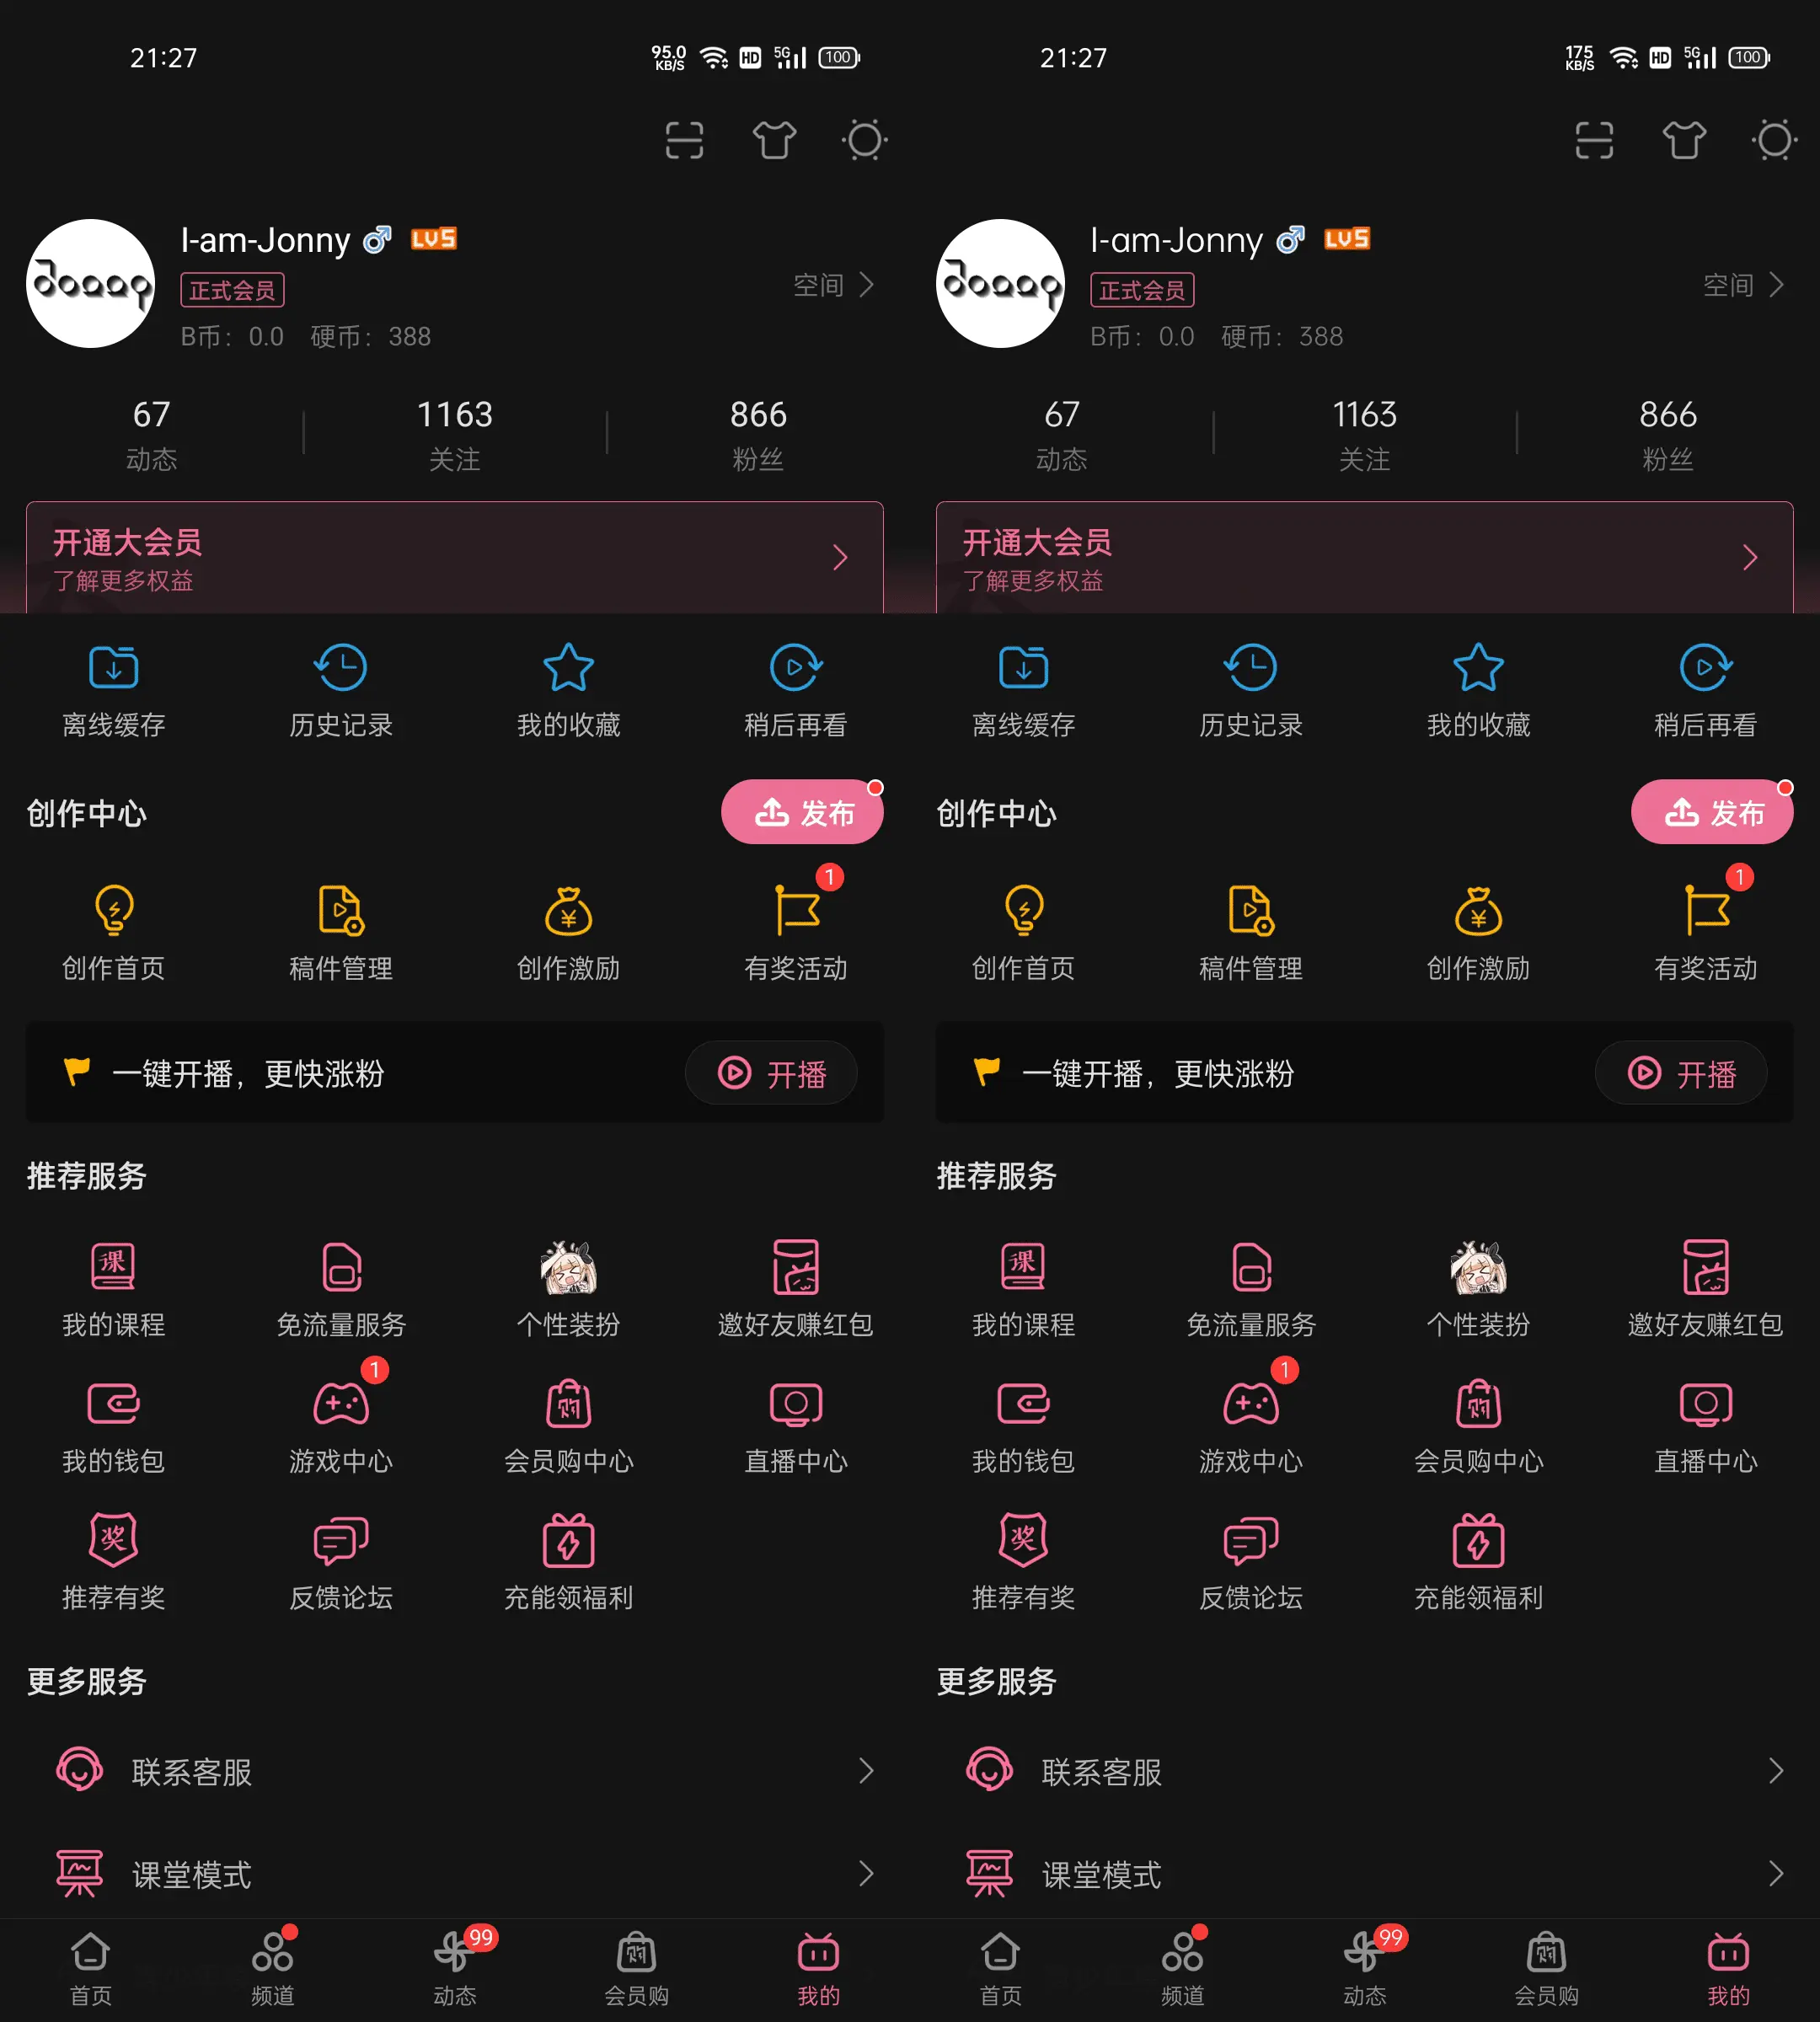 21:27 95.0 KB/S HD 5G 100
I-am-Jonny LV5
正式会员
空间
B币：0.0 硬币：388
67 1163 866
动态 关注 粉丝
开通大会员
了解更多权益
离线缓存 历史记录 我的收藏 稍后再看
创作中心 发布
1
创作首页 稿件管理 创作激励 有奖活动
一键开播，更快涨粉 开播
推荐服务
课
我的课程 免流量服务 个性装扮 邀好友赚红包
1
购
我的钱包 游戏中心 会员购中心 直播中心
奖
推荐有奖 反馈论坛 充能领福利
更多服务
联系客服
课堂模式
99
购
首页 频道 动态 会员购 我的
21:27 175 KB/S HD 5G 100
I-am-Jonny LV5
正式会员
空间
B币：0.0 硬币：388
67 1163 866
动态 关注 粉丝
开通大会员
了解更多权益
离线缓存 历史记录 我的收藏 稍后再看
创作中心 发布
1
创作首页 稿件管理 创作激励 有奖活动
一键开播，更快涨粉 开播
推荐服务
课
我的课程 免流量服务 个性装扮 邀好友赚红包
1
购
我的钱包 游戏中心 会员购中心 直播中心
奖
推荐有奖 反馈论坛 充能领福利
更多服务
联系客服
课堂模式
99
购
首页 频道 动态 会员购 我的